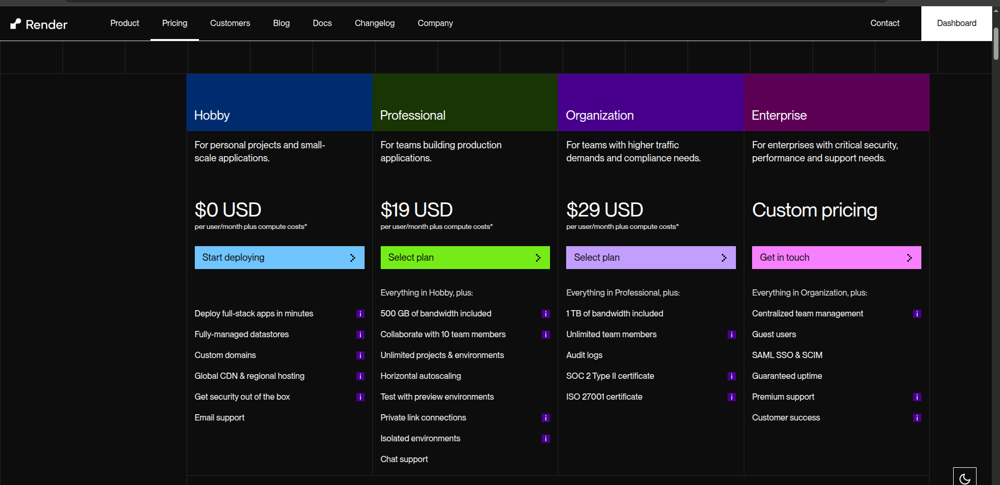 Render
Product
Pricing
Customers
Blog
Docs
Changelog
Company
Contact
Dashboard
Hobby
For personal projects and small-
scale applications.
$0 USD
per user/month plus compute costs*
Start deploying
Deploy full-stack apps in minutes
Fully-managed datastores
Custom domains
Global CDN & regional hosting
Get security out of the box
Email support
Professional
For teams building production
applications.
$19 USD
per user/month plus compute costs*
Select plan
Everything in Hobby, plus:
500 GB of bandwidth included
Collaborate with 10 team members
Unlimited projects & environments
Horizontal autoscaling
Test with preview environments
Private link connections
Isolated environments
Chat support
Organization
For teams with higher traffic
demands and compliance needs.
$29 USD
per user/month plus compute costs*
Select plan
Everything in Professional, plus:
1 TB of bandwidth included
Unlimited team members
Audit logs
SOC 2 Type II certificate
ISO 27001 certificate
Enterprise
For enterprises with critical security,
performance and support needs.
Custom pricing
Get in touch
Everything in Organization, plus:
Centralized team management
Guest users
SAML SSO & SCIM
Guaranteed uptime
Premium support
Customer success